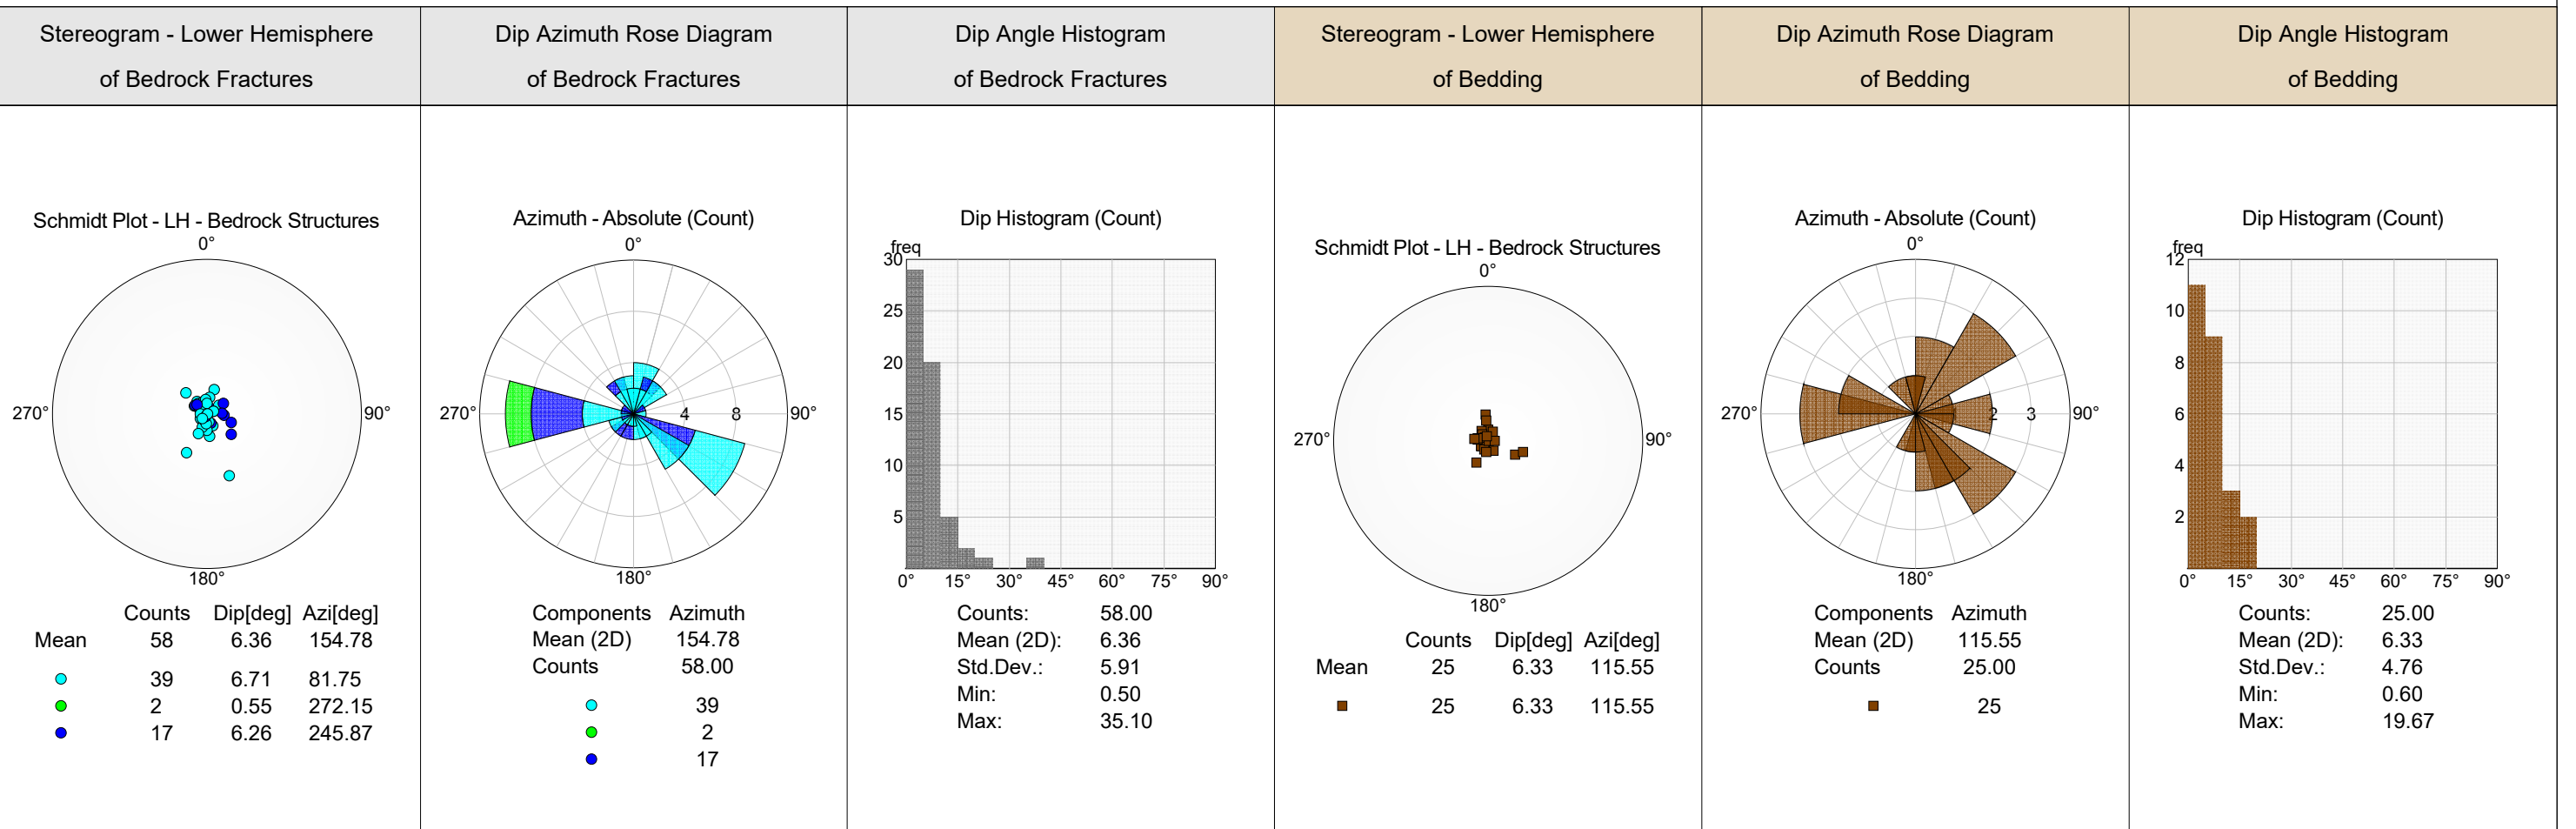 Stereogram - Lower Hemisphere
of Bedrock Fractures
Dip Azimuth Rose Diagram
of Bedrock Fractures
Dip Angle Histogram
of Bedrock Fractures
Stereogram - Lower Hemisphere
of Bedding
Dip Azimuth Rose Diagram
of Bedding
Dip Angle Histogram
of Bedding
Schmidt Plot - LH - Bedrock Structures
0°
270°
90°
180°
Counts Dip[deg] Azi[deg]
Mean 58 6.36 154.78
39 6.71 81.75
2 0.55 272.15
17 6.26 245.87
Azimuth - Absolute (Count)
0°
270°
4 8 90°
180°
Components Azimuth
Mean (2D) 154.78
Counts 58.00
39
2
17
Dip Histogram (Count)
freq
30
25
20
15
10
5
0° 15° 30° 45° 60° 75° 90°
Counts: 58.00
Mean (2D): 6.36
Std.Dev.: 5.91
Min: 0.50
Max: 35.10
Schmidt Plot - LH - Bedrock Structures
0°
270°
90°
180°
Counts Dip[deg] Azi[deg]
Mean 25 6.33 115.55
25 6.33 115.55
Azimuth - Absolute (Count)
0°
270°
2 3 90°
180°
Components Azimuth
Mean (2D) 115.55
Counts 25.00
25
Dip Histogram (Count)
freq
12
10
8
6
4
2
0° 15° 30° 45° 60° 75° 90°
Counts: 25.00
Mean (2D): 6.33
Std.Dev.: 4.76
Min: 0.60
Max: 19.67